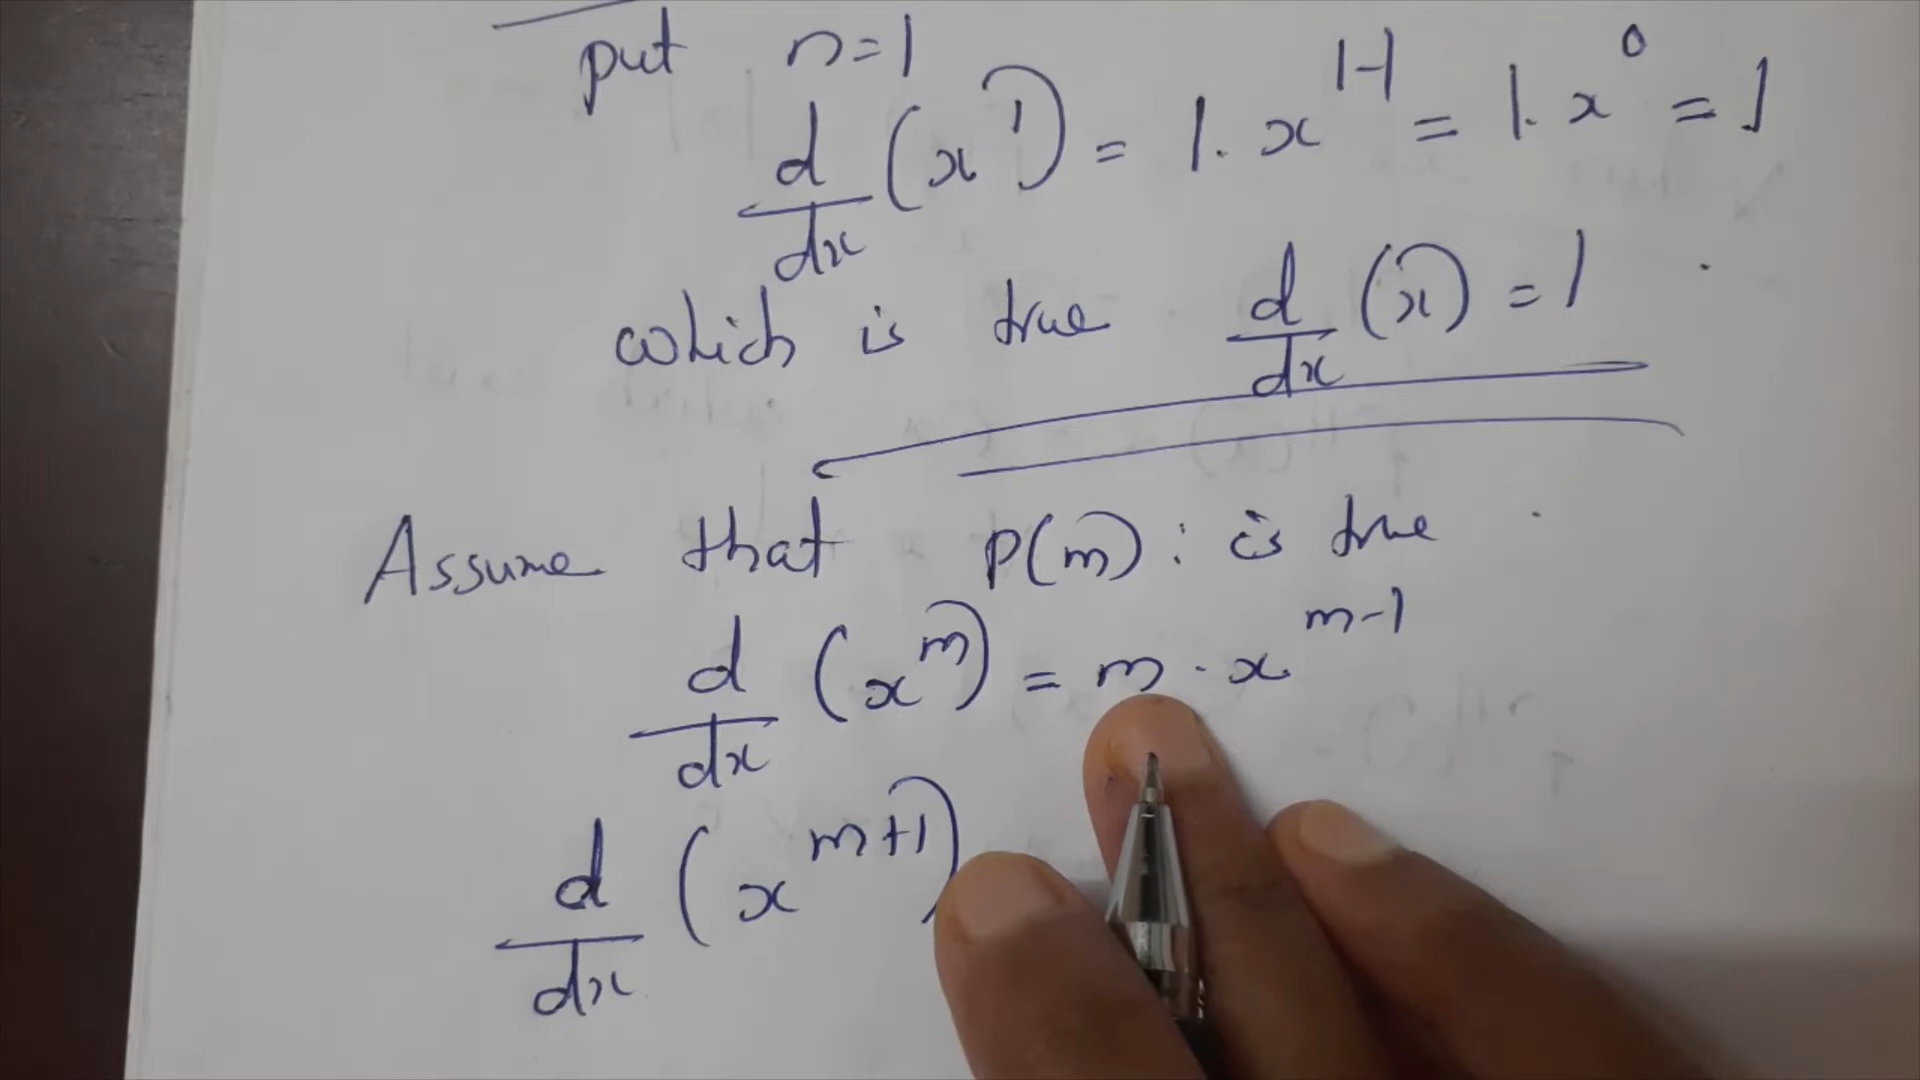 put n=1
d/dx (x^1) = 1. x^1-1 = 1. x^0 = 1
which is true d/dx (x) = 1
Assume that P(m): is true
d/dx (x^m) = m · x^m-1
d/dx (x^m+1)